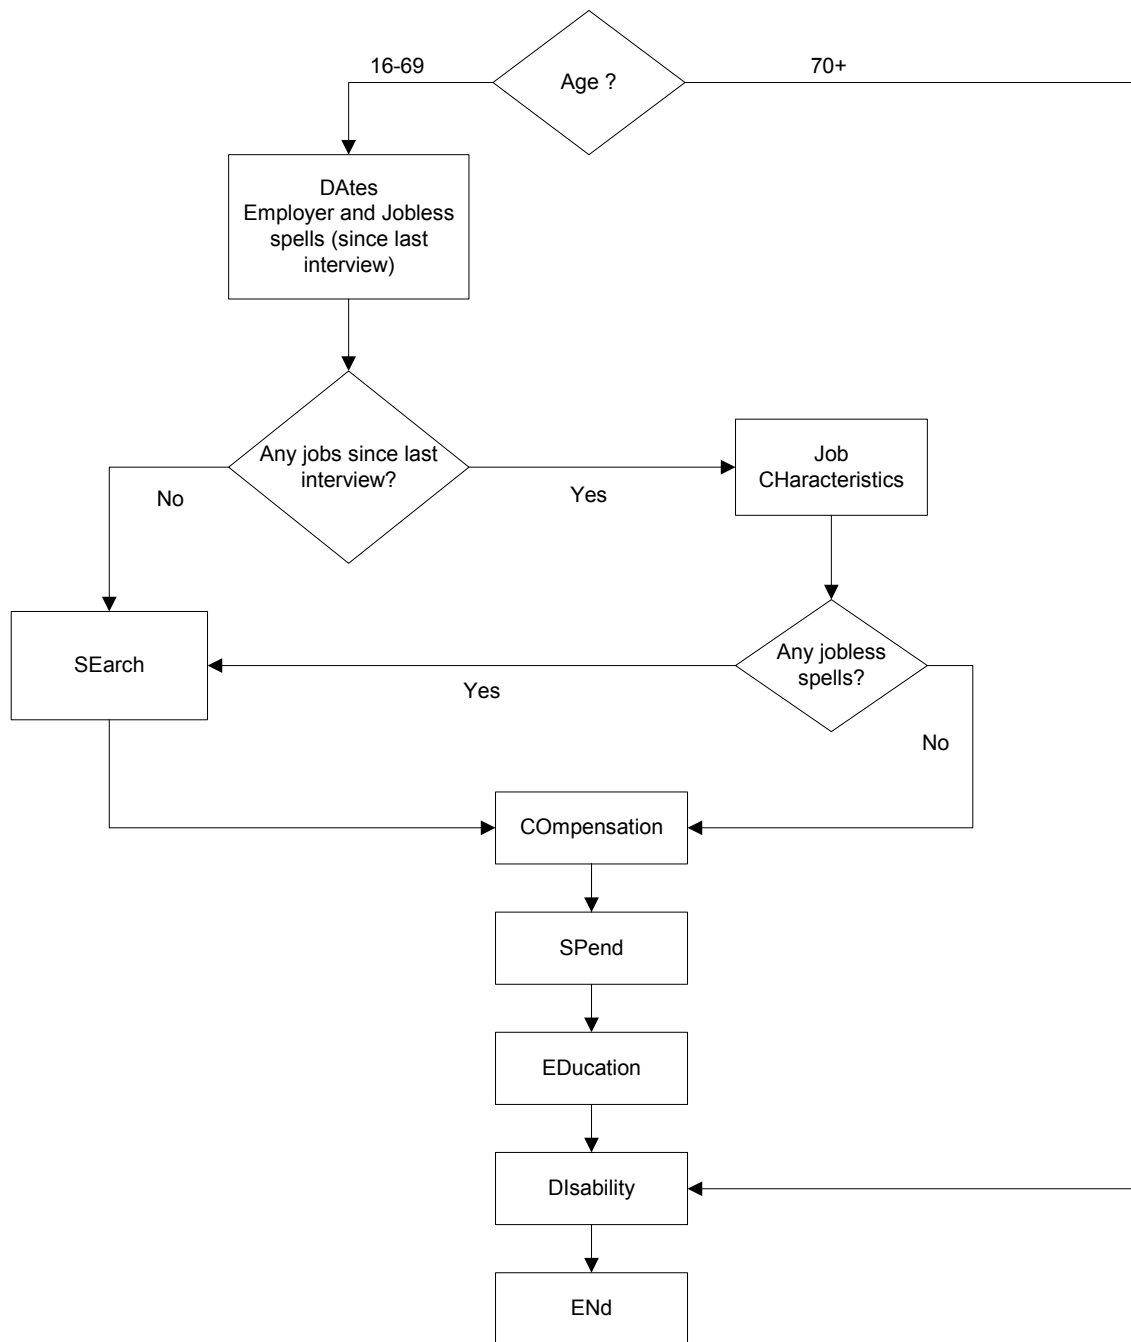 16-69
Age ?
70+
DAtes
Employer and Jobless
spells (since last
interview)
Any jobs since last
interview?
No
Yes
Job
CHaracteristics
SEarch
Any jobless
spells?
Yes
No
COmpensation
SPend
EDucation
DIsability
ENd